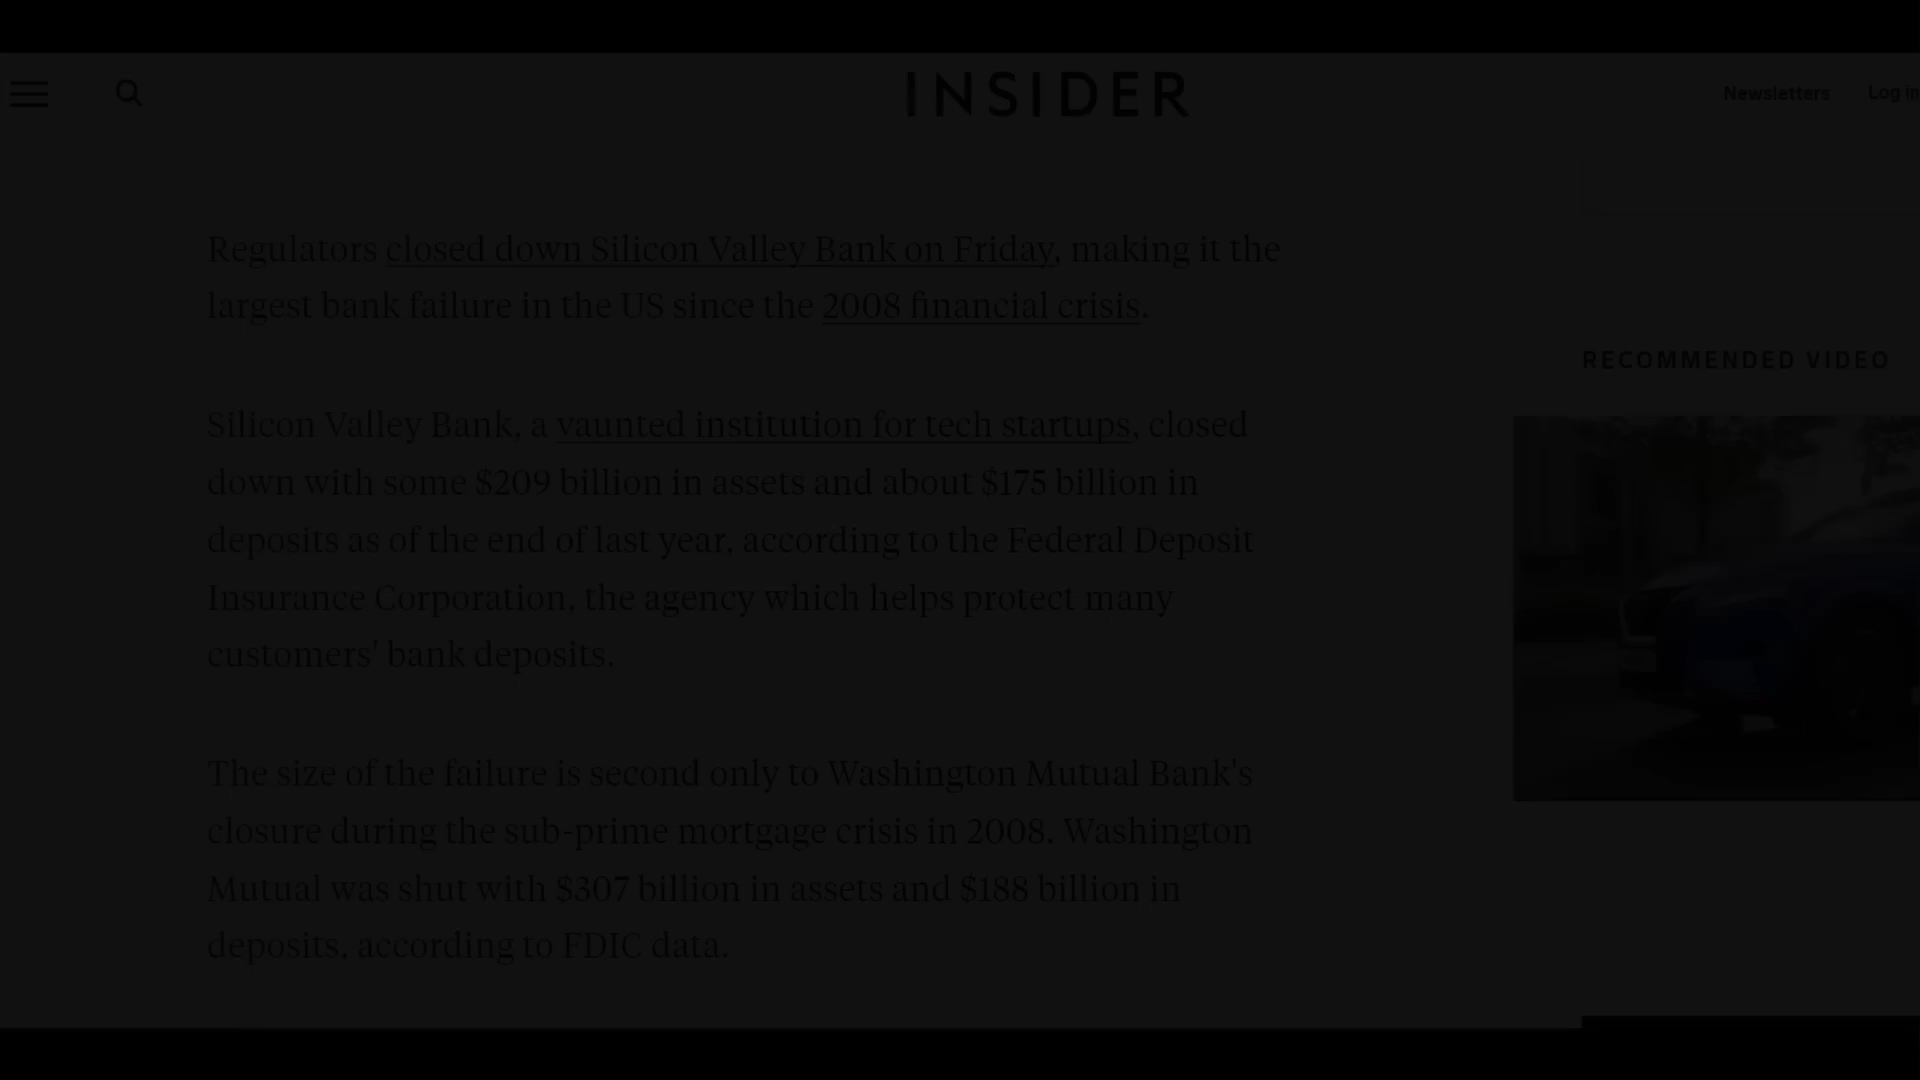 INSIDER
Newsletters
Log in
Regulators closed down Silicon Valley Bank on Friday, making it the
largest bank failure in the US since the 2008 financial crisis.
RECOMMENDED VIDEO
Silicon Valley Bank, a vaunted institution for tech startups, closed
down with some $209 billion in assets and about $175 billion in
deposits as of the end of last year, according to the Federal Deposit
Insurance Corporation, the agency which helps protect many
customers' bank deposits.
The size of the failure is second only to Washington Mutual Bank's
closure during the sub-prime mortgage crisis in 2008. Washington
Mutual was shut with $307 billion in assets and $188 billion in
deposits, according to FDIC data.